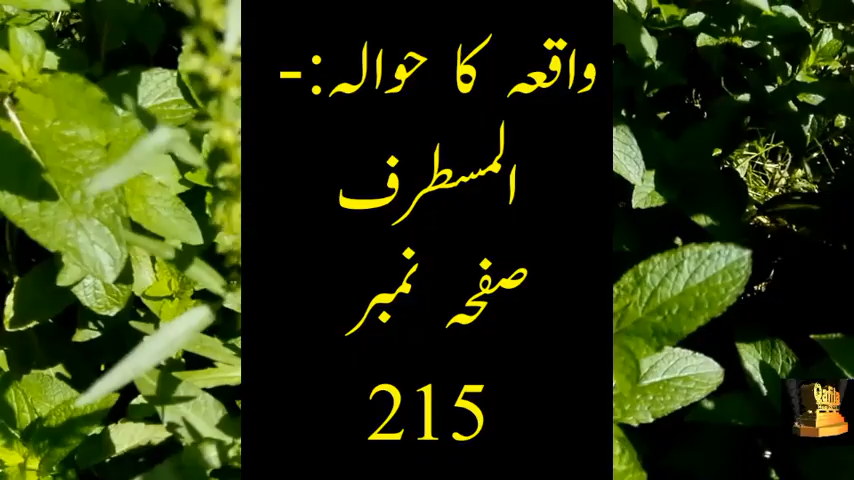 واقعہ کا حوالہ:-
المسطرف
صفحہ نمبر
215